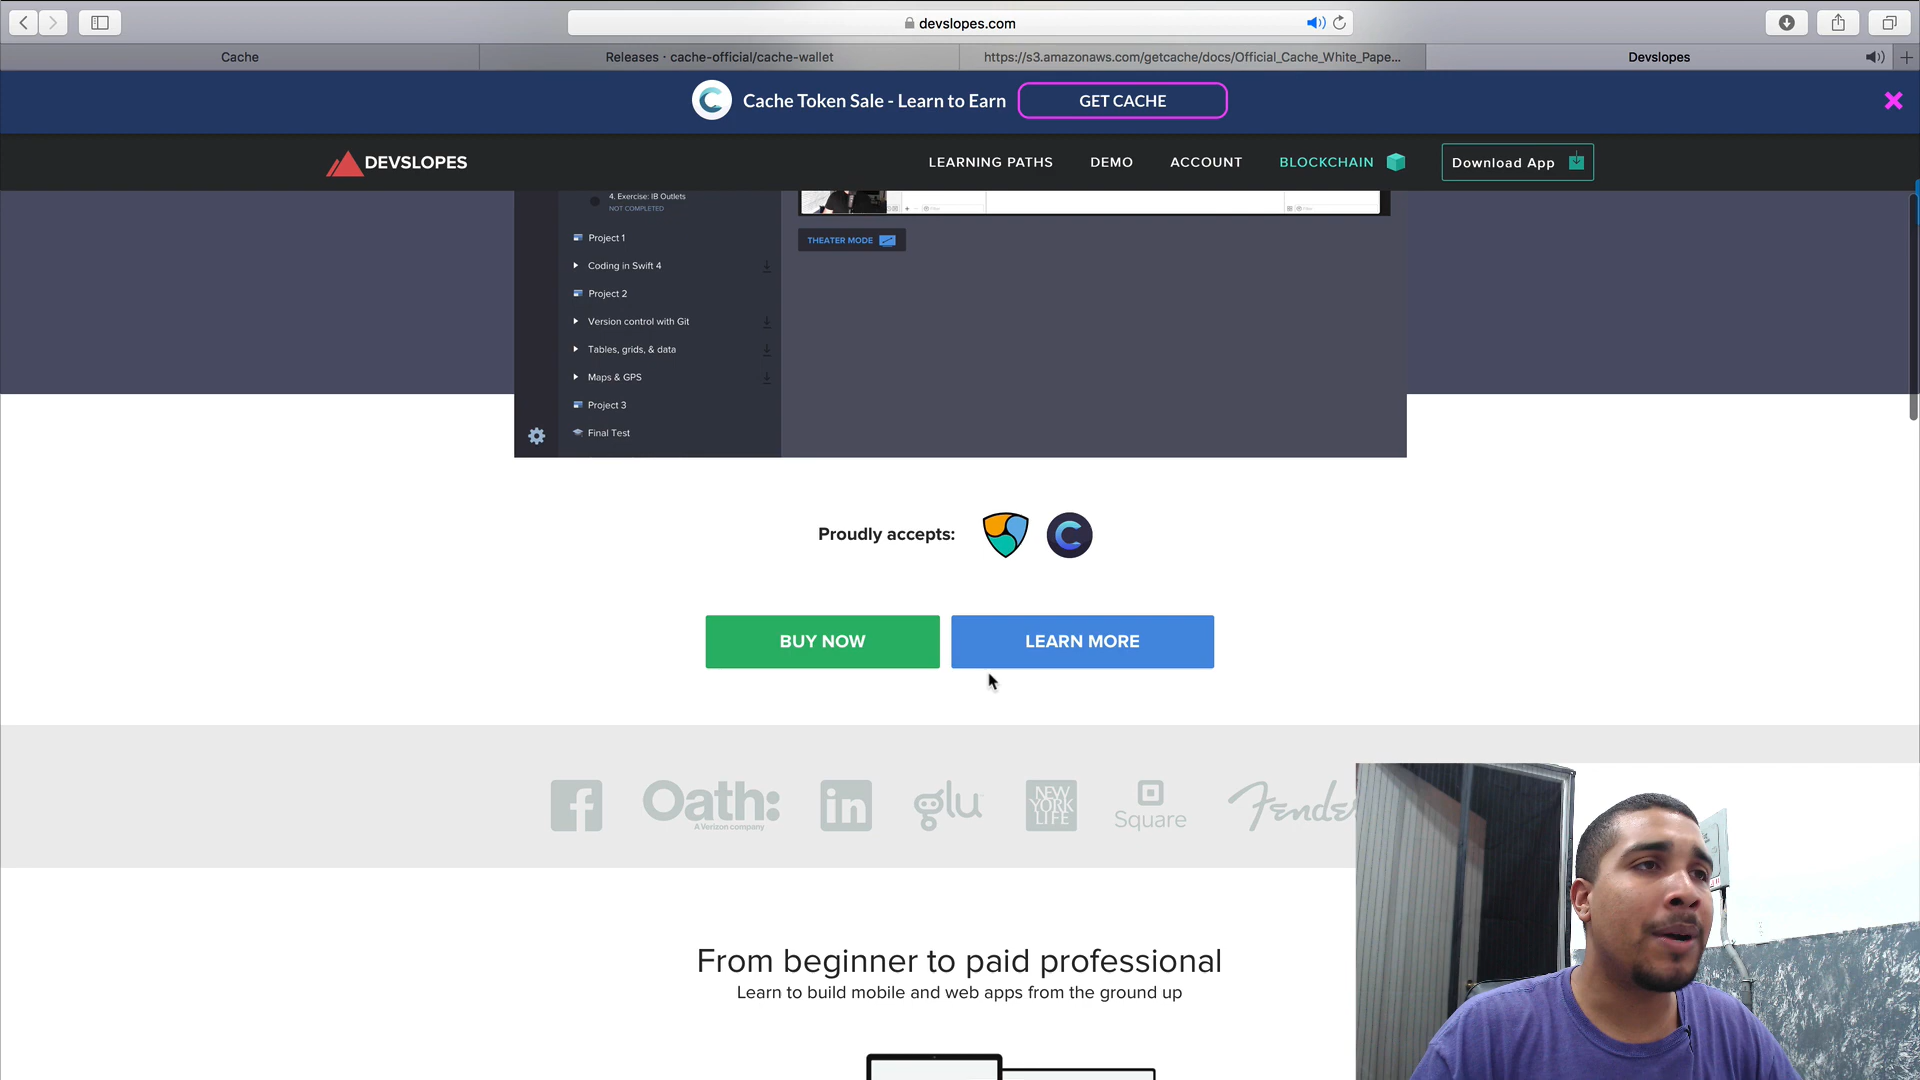 devslopes.com
Cache
Releases · cache-official/cache-wallet
https://s3.amazonaws.com/getcache/docs/Official_Cache_White_Pape...
Devslopes
Cache Token Sale - Learn to Earn
GET CACHE
DEVSLOPES
LEARNING PATHS
DEMO
ACCOUNT
BLOCKCHAIN
Download App
4. Exercise: IB Outlets
NOT COMPLETED
Project 1
THEATER MODE
Coding in Swift 4
Project 2
Version control with Git
Tables, grids, & data
Maps & GPS
Project 3
Final Test
Proudly accepts:
BUY NOW
LEARN MORE
Oath:
A Verizon company
in
glu
NEW YORK LIFE
Square
Fender
From beginner to paid professional
Learn to build mobile and web apps from the ground up